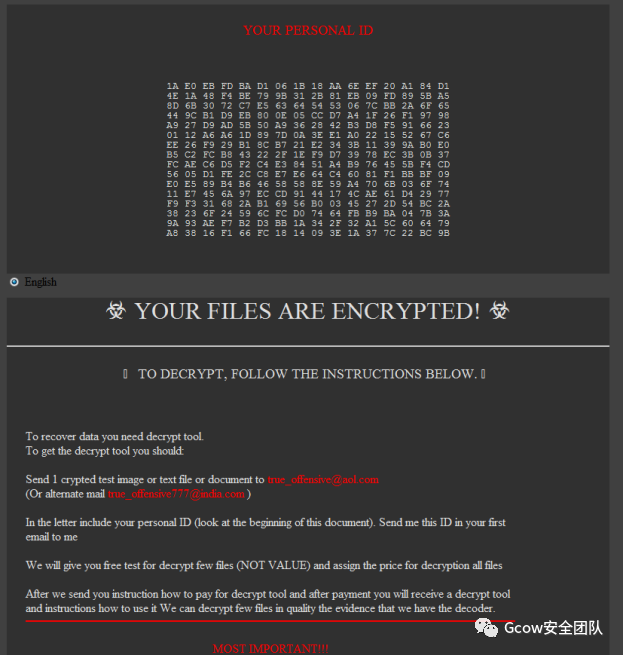 YOUR PERSONAL ID
1A E0 EB FD BA D1 06 1B 18 AA 6E EF 20 A1 84 D1
4E 1A 48 F4 BE 79 9B 31 2B 81 EB 09 FD 89 5B A5
8D 6B 30 72 C7 E5 63 64 54 53 06 7C BB 2A 6F 65
44 9C B1 D9 EB 80 0E 05 CC D7 A4 1F 26 F1 97 98
A9 27 D9 AD 5B 50 A9 36 28 42 B3 D8 F5 91 66 23
01 12 A6 A6 1D 89 7D 0A 3E E1 A0 22 15 52 67 C6
EE 26 F9 29 B1 8C B7 21 E2 34 3B 11 39 9A B0 E0
B5 C2 FC B8 43 22 2F 1E F9 D7 39 78 EC 3B 0B 37
FC AE C6 D5 F2 C4 E3 84 51 A4 B9 76 45 5B F4 CD
56 05 D1 FE 2C C8 E7 E6 64 C4 60 81 F1 BB BF 09
E0 E5 89 B4 B6 46 58 58 8E 59 A4 70 6B 03 6F 74
11 E7 45 6A 97 EC CD 91 44 17 4C AE 61 D4 29 77
F9 F3 31 68 2A B1 69 56 B0 03 45 27 2D 54 BC 2A
38 23 6F 24 59 6C FC D0 74 64 FB B9 BA 04 7B 3A
9A 93 AE F7 B2 D3 BB 1A 34 2F 32 A1 5C 60 64 79
A8 38 16 F1 66 FC 18 14 09 3E 1A 37 7C 22 BC 9B
English
☣ YOUR FILES ARE ENCRYPTED! ☣
TO DECRYPT, FOLLOW THE INSTRUCTIONS BELOW.
To recover data you need decrypt tool.
To get the decrypt tool you should:
Send 1 crypted test image or text file or document to true_offensive@aol.com
(Or alternate mail true_offensive777@india.com )
In the letter include your personal ID (look at the beginning of this document). Send me this ID in your first
email to me
We will give you free test for decrypt few files (NOT VALUE) and assign the price for decryption all files
After we send you instruction how to pay for decrypt tool and after payment you will receive a decrypt tool
and instructions how to use it We can decrypt few files in quality the evidence that we have the decoder.
MOST IMPORTANT!!!
Gcow安全团队